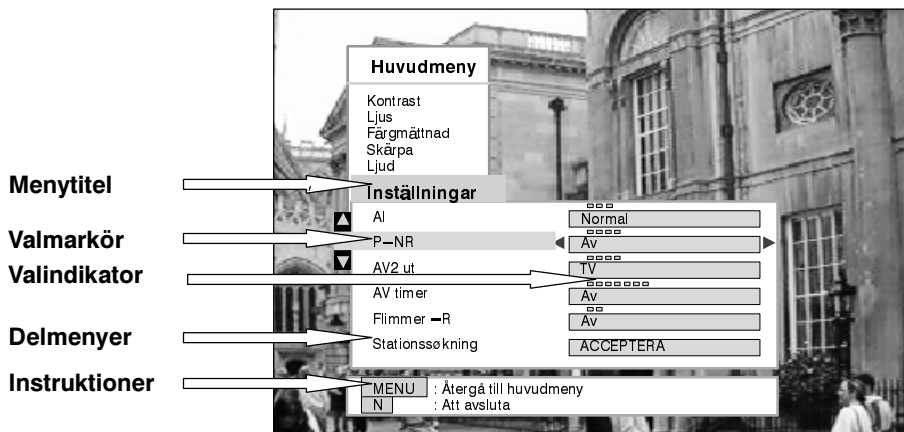 Huvudmeny
Kontrast
Ljus
Färgmättnad
Skärpa
Ljud
Menytitel
Inställningar
AI Normal
Valmarkör P–NR Av
Valindikator AV2 ut TV
AV timer Av
Flimmer –R Av
Delmenyer Stationssøkning ACCEPTERA
Instruktioner MENU : Återgå till huvudmeny
N : Att avsluta